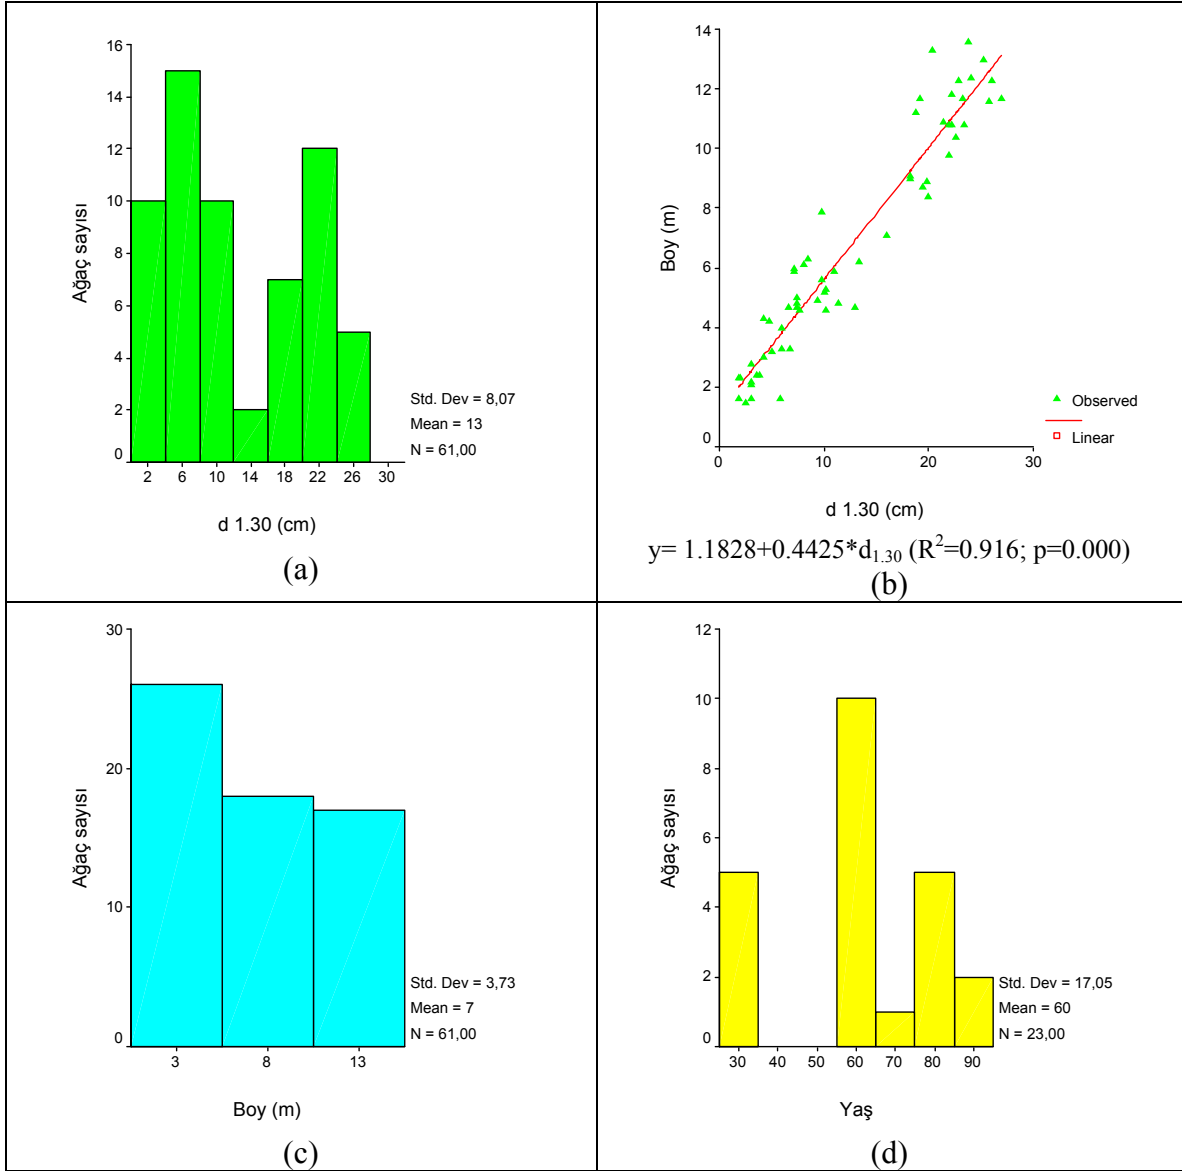 16
14
12
10
8
6
4
2
0
Ağaç sayısı
2 6 10 14 18 22 26 30
d 1.30 (cm)
Std. Dev = 8,07
Mean = 13
N = 61,00
(a)
14
12
10
8
6
4
2
0
Boy (m)
0 10 20 30
d 1.30 (cm)
Observed
Linear
y= 1.1828+0.4425*d1.30 (R2=0.916; p=0.000)
(b)
30
20
10
0
Ağaç sayısı
3 8 13
Boy (m)
Std. Dev = 3,73
Mean = 7
N = 61,00
(c)
12
10
8
6
4
2
0
Ağaç sayısı
30 40 50 60 70 80 90
Yaş
Std. Dev = 17,05
Mean = 60
N = 23,00
(d)